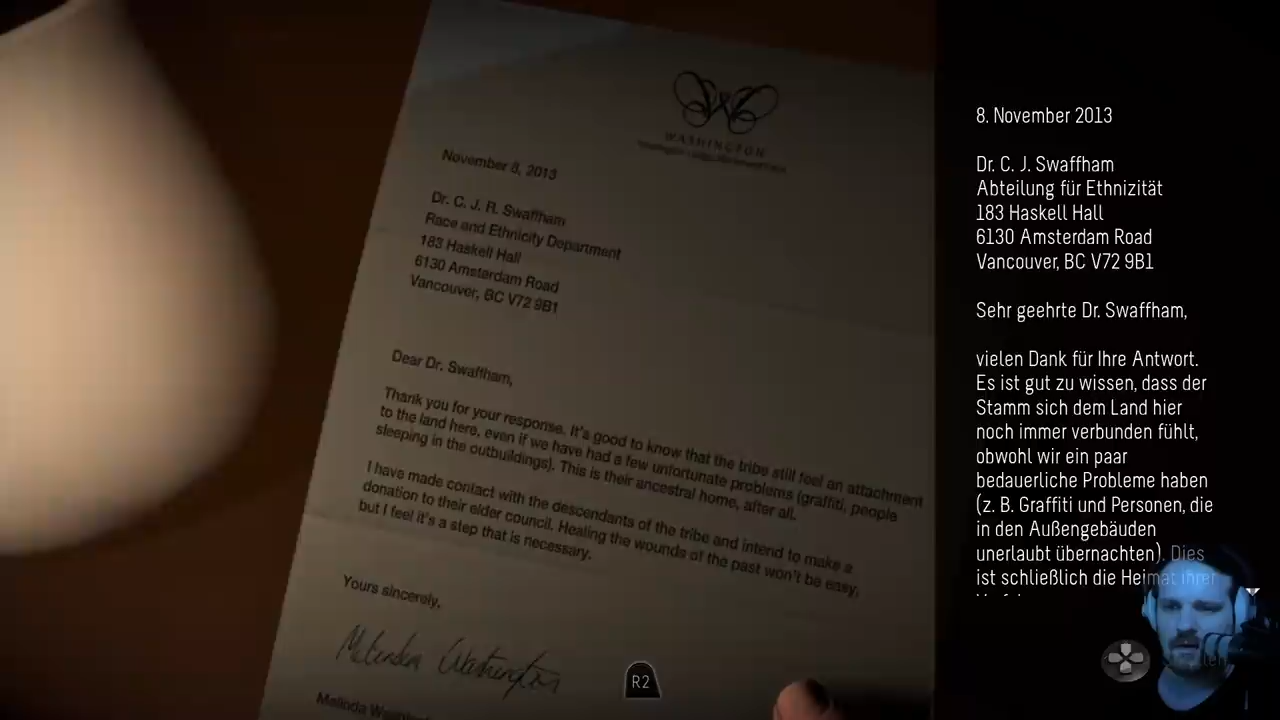 WASHINGTON
November 8, 2013
Dr. C. J. R. Swaffham
Race and Ethnicity Department
183 Haskell Hall
6130 Amsterdam Road
Vancouver, BC V72 9B1
Dear Dr. Swaffham,
Thank you for your response. It's good to know that the tribe still feel an attachment
to the land here, even if we have had a few unfortunate problems (graffiti, people
sleeping in the outbuildings). This is their ancestral home, after all.
I have made contact with the descendants of the tribe and intend to make a
donation to their elder council. Healing the wounds of the past won't be easy,
but I feel it's a step that is necessary.
Yours sincerely,
Melinda Washington
Melinda
R2
8. November 2013
Dr. C. J. Swaffham
Abteilung für Ethnizität
183 Haskell Hall
6130 Amsterdam Road
Vancouver, BC V72 9B1
Sehr geehrte Dr. Swaffham,
vielen Dank für Ihre Antwort.
Es ist gut zu wissen, dass der
Stamm sich dem Land hier
noch immer verbunden fühlt,
obwohl wir ein paar
bedauerliche Probleme haben
(z. B. Graffiti und Personen, die
in den Außengebäuden
unerlaubt übernachten). Dies
ist schließlich die Heimat ihrer